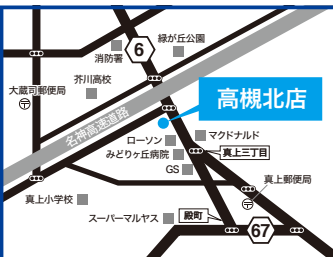 緑が丘公園
6
消防署
芥川高校
大蔵司郵便局
〒
高槻北店
名神高速道路
ローソン
マクドナルド
みどりヶ丘病院
真上三丁目
GS
真上郵便局
〒
真上小学校
スーパーマルヤス
殿町
67